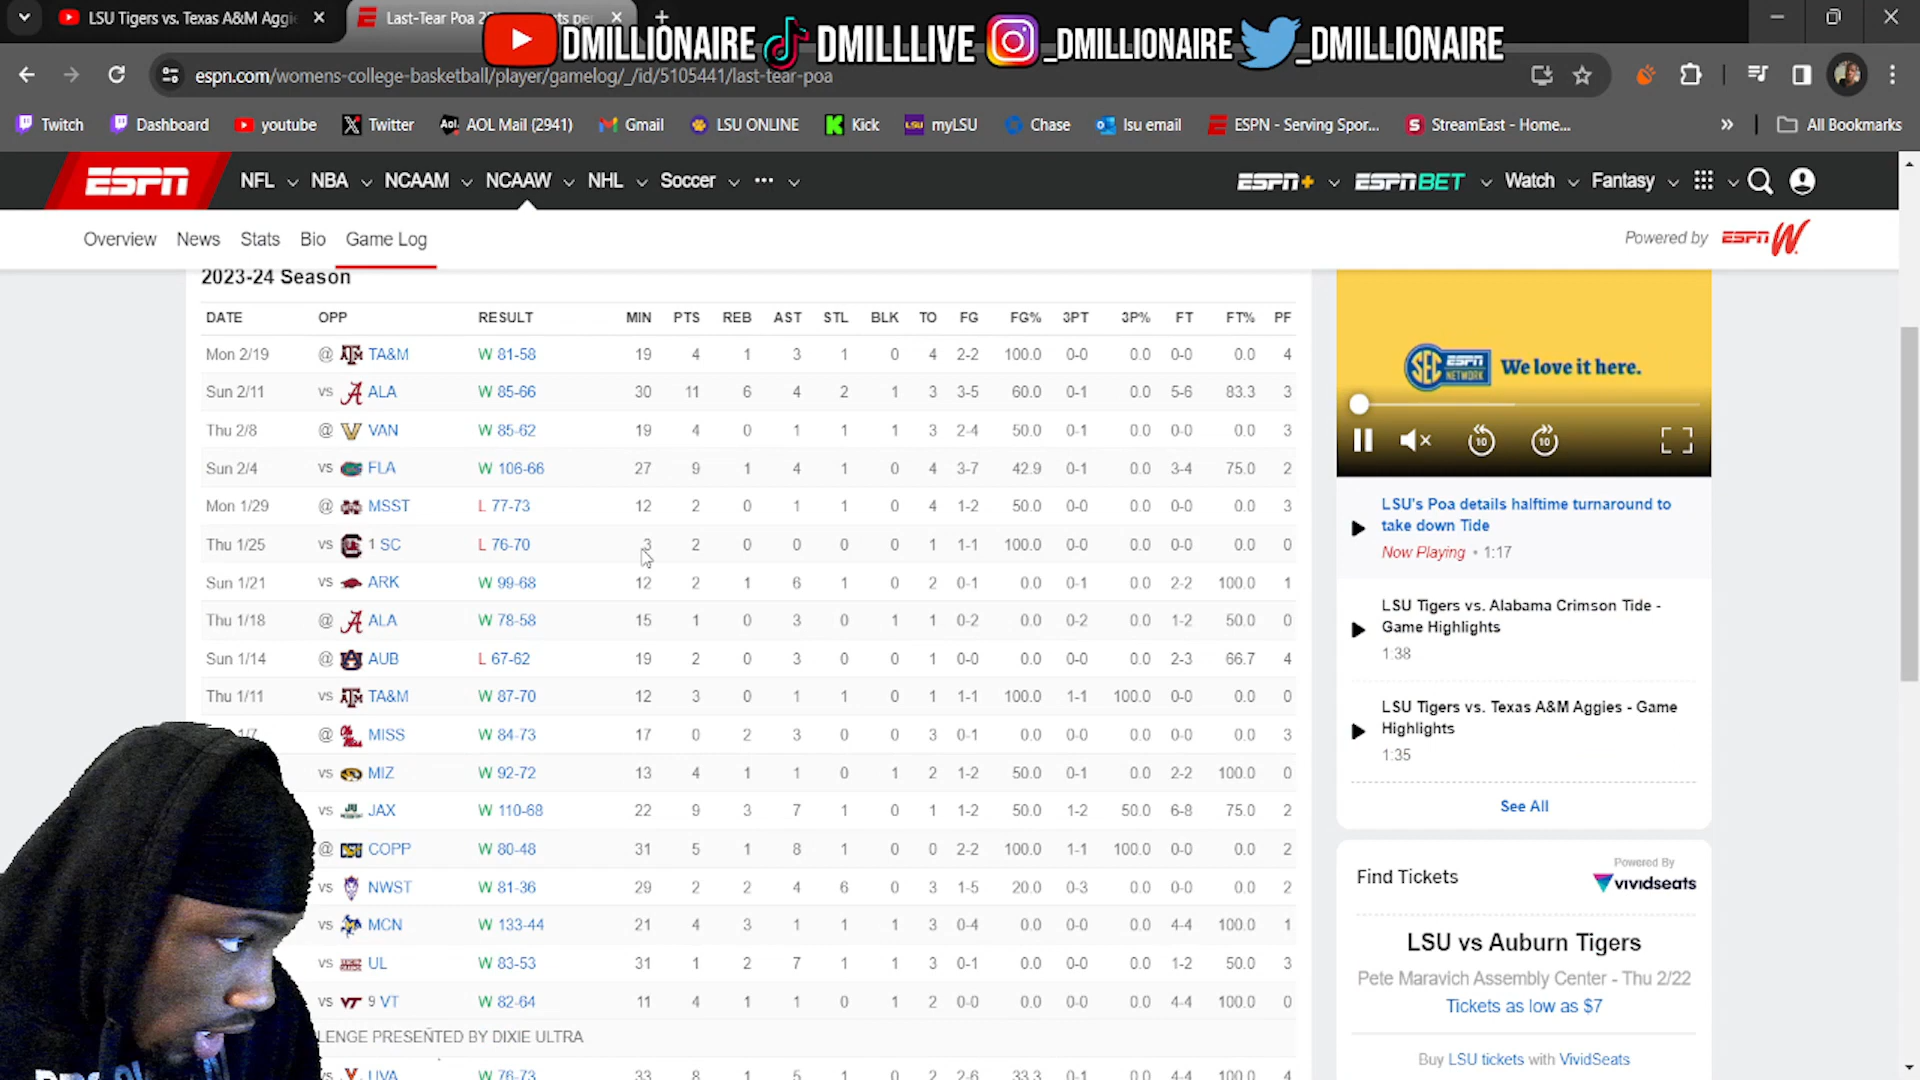 LSU Tigers vs. Texas A&M Aggie
Last-Tear Poa 2
DMILLIONAIRE DMILLLIVE _DMILLIONAIRE _DMILLIONAIRE
espn.com/womens-college-basketball/player/gamelog/_/id/5105441/last-tear-poa
Twitch Dashboard youtube Twitter AOL Mail (2941) Gmail LSU ONLINE Kick myLSU Chase lsu email ESPN - Serving Spor... StreamEast - Home... » All Bookmarks
ESPN NFL NBA NCAAM NCAAW NHL Soccer ESPN+ ESPN BET Watch Fantasy
Overview News Stats Bio Game Log Powered by ESPN W
2023-24 Season
DATE OPP RESULT MIN PTS REB AST STL BLK TO FG FG% 3PT 3P% FT FT% PF
Mon 2/19 @ TA&M W 81-58 19 4 1 3 1 0 4 2-2 100.0 0-0 0.0 0-0 0.0 4
Sun 2/11 vs ALA W 85-66 30 11 6 4 2 1 3 3-5 60.0 0-1 0.0 5-6 83.3 3
Thu 2/8 @ VAN W 85-62 19 4 0 1 1 1 3 2-4 50.0 0-1 0.0 0-0 0.0 3
Sun 2/4 vs FLA W 106-66 27 9 1 4 1 0 4 3-7 42.9 0-1 0.0 3-4 75.0 2
Mon 1/29 @ MSST L 77-73 12 2 0 1 1 0 4 1-2 50.0 0-0 0.0 0-0 0.0 3
Thu 1/25 vs 1 SC L 76-70 3 2 0 0 0 0 1 1-1 100.0 0-0 0.0 0-0 0.0 0
Sun 1/21 vs ARK W 99-68 12 2 1 6 1 0 2 0-1 0.0 0-1 0.0 2-2 100.0 1
Thu 1/18 @ ALA W 78-58 15 1 0 3 0 1 1 0-2 0.0 0-2 0.0 1-2 50.0 0
Sun 1/14 @ AUB L 67-62 19 2 0 3 0 0 1 0-0 0.0 0-0 0.0 2-3 66.7 4
Thu 1/11 vs TA&M W 87-70 12 3 0 1 1 0 1 1-1 100.0 1-1 100.0 0-0 0.0 0
@ MISS W 84-73 17 0 2 3 0 0 3 0-1 0.0 0-0 0.0 0-0 0.0 3
vs MIZ W 92-72 13 4 1 1 0 1 2 1-2 50.0 0-1 0.0 2-2 100.0 0
vs JAX W 110-68 22 9 3 7 1 0 1 1-2 50.0 1-2 50.0 6-8 75.0 2
@ COPP W 80-48 31 5 1 8 1 0 0 2-2 100.0 1-1 100.0 0-0 0.0 2
vs NWST W 81-36 29 2 2 4 6 0 3 1-5 20.0 0-3 0.0 0-0 0.0 2
vs MCN W 133-44 21 4 3 1 1 1 3 0-4 0.0 0-0 0.0 4-4 100.0 1
vs UL W 83-53 31 1 2 7 1 1 3 0-1 0.0 0-0 0.0 1-2 50.0 3
vs 9 VT W 82-64 11 4 1 1 0 1 2 0-0 0.0 0-0 0.0 4-4 100.0 0
LENGE PRESENTED BY DIXIE ULTRA
vs UVA W 76-73 33 8 1 5 1 0 2 2-6 33.3 0-1 0.0 4-4 100.0 4
SEC ESPN NETWORK We love it here.
10 10
LSU's Poa details halftime turnaround to
take down Tide
Now Playing • 1:17
LSU Tigers vs. Alabama Crimson Tide -
Game Highlights
1:38
LSU Tigers vs. Texas A&M Aggies - Game
Highlights
1:35
See All
Find Tickets Powered By vividseats
LSU vs Auburn Tigers
Pete Maravich Assembly Center - Thu 2/22
Tickets as low as $7
Buy LSU tickets with VividSeats